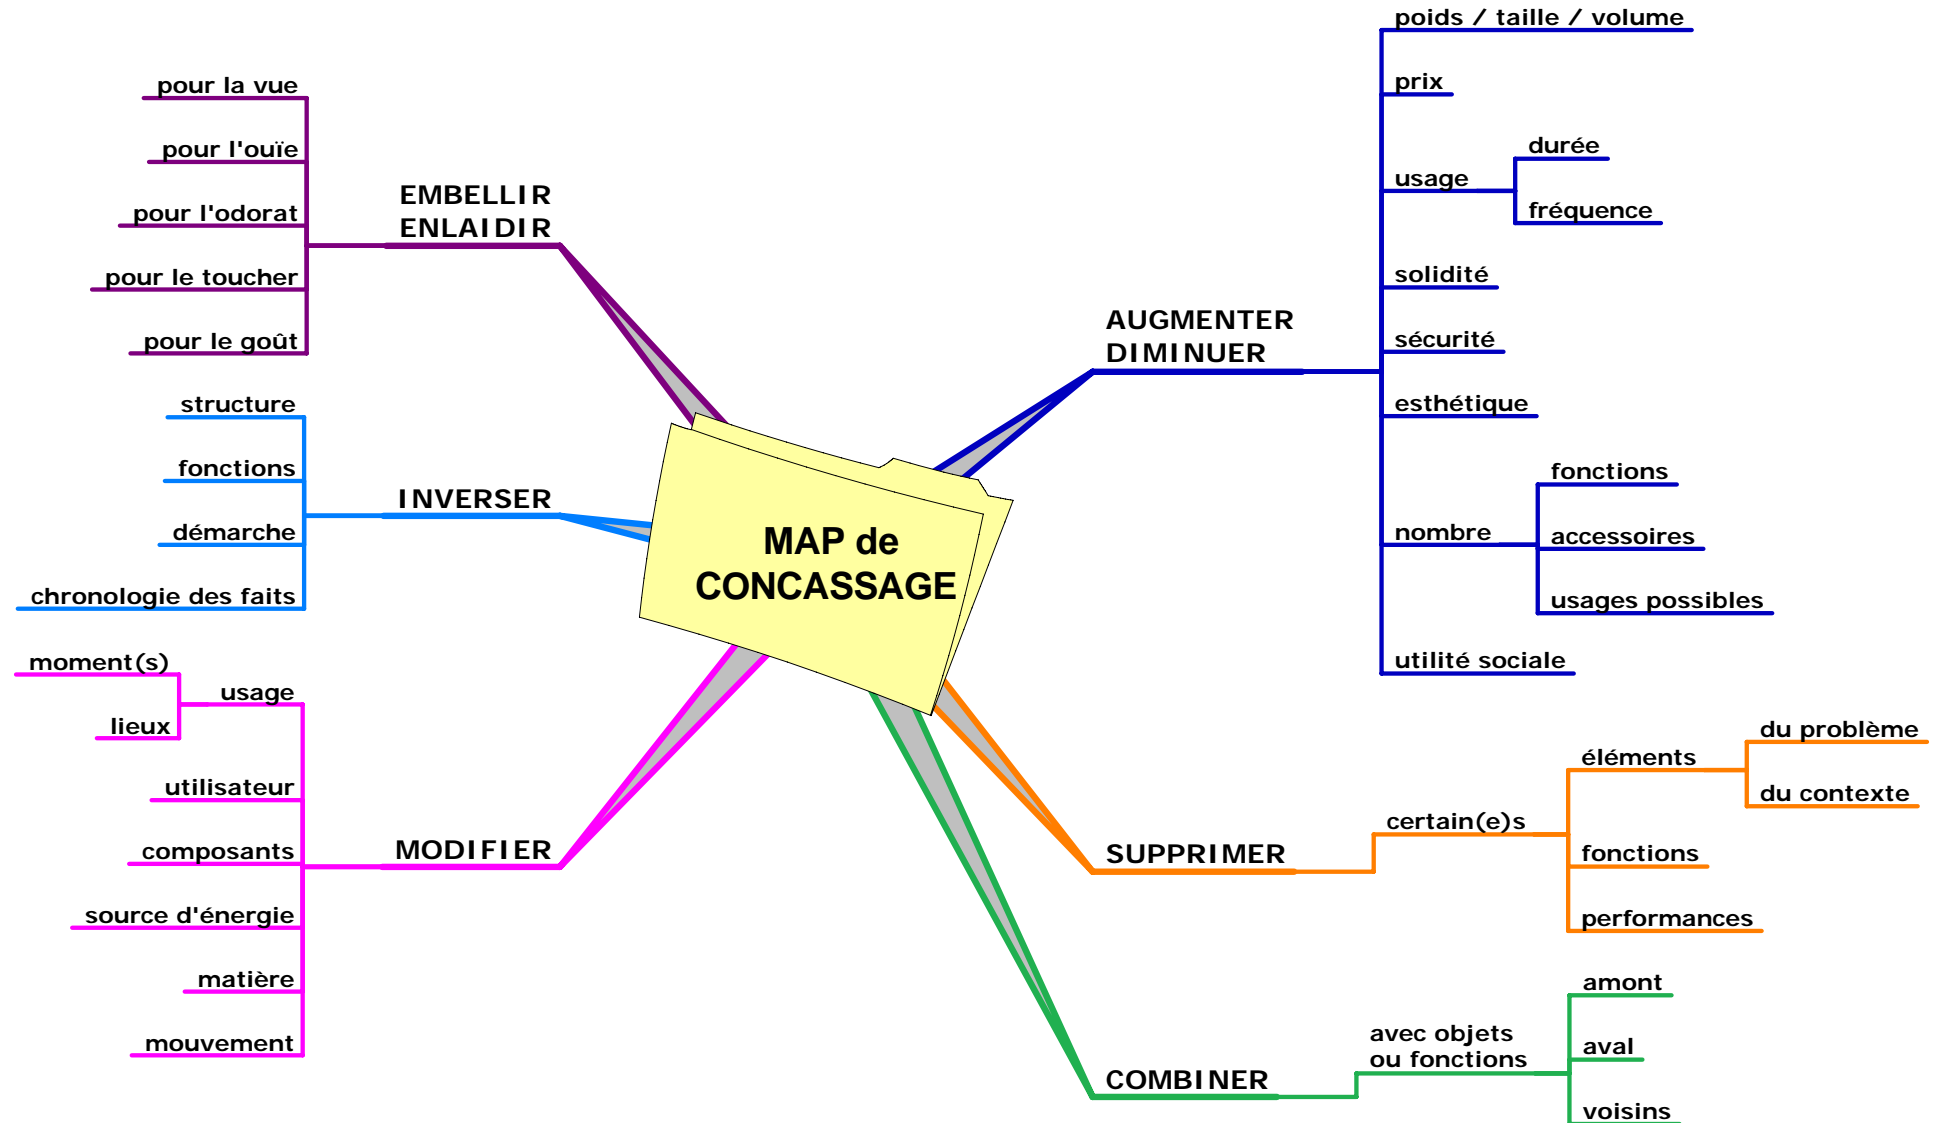 MAP de
CONCASSAGE
AUGMENTER
DIMINUER
poids / taille / volume
prix
usage
durée
fréquence
solidité
sécurité
esthétique
nombre
fonctions
accessoires
usages possibles
utilité sociale
SUPPRIMER
certain(e)s
éléments
du problème
du contexte
fonctions
performances
COMBINER
avec objets
ou fonctions
amont
aval
voisins
MODIFIER
usage
moment(s)
lieux
utilisateur
composants
source d'énergie
matière
mouvement
INVERSER
structure
fonctions
démarche
chronologie des faits
EMBELLIR
ENLAIDIR
pour la vue
pour l'ouïe
pour l'odorat
pour le toucher
pour le goût